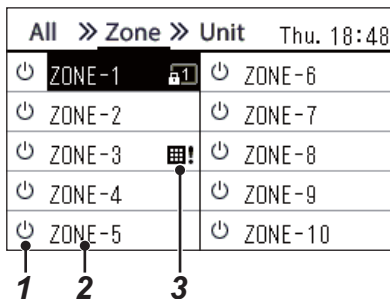 All >> Zone >> Unit Thu. 18:48
ZONE-1 1 ZONE-6
ZONE-2 ZONE-7
ZONE-3 ! ZONE-8
ZONE-4 ZONE-9
ZONE-5 ZONE-10
1 2 3